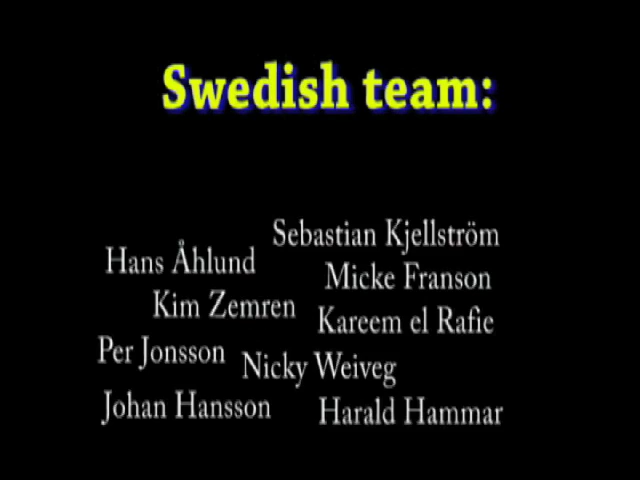 Swedish team:
Sebastian Kjellström
Hans Åhlund
Micke Franson
Kim Zemren
Kareem el Rafie
Per Jonsson
Nicky Weiveg
Johan Hansson
Harald Hammar